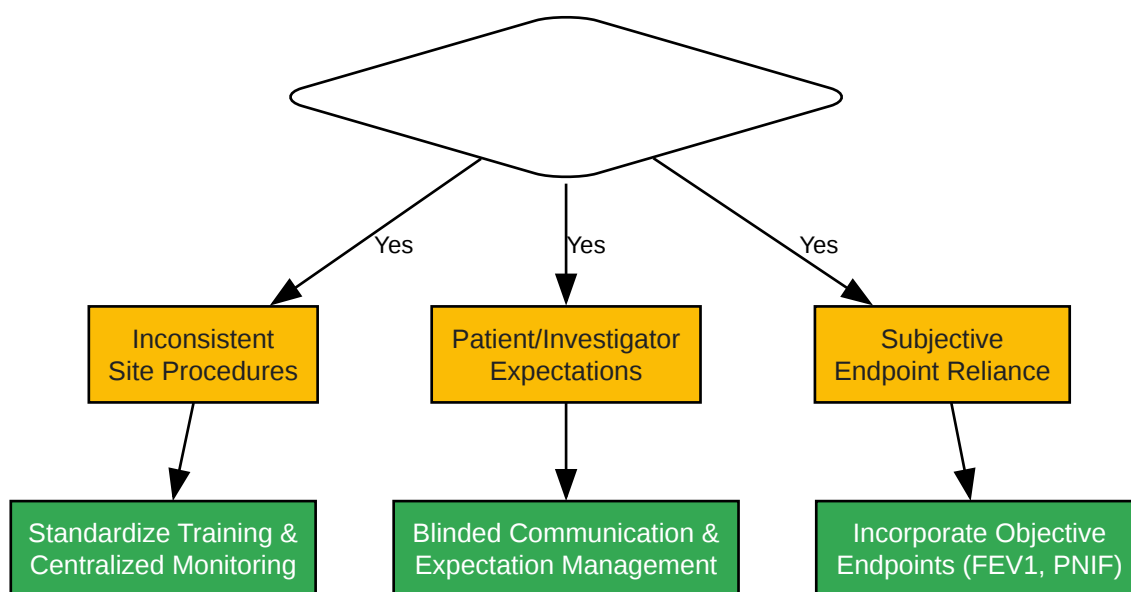 Yes
Yes
Yes
Inconsistent
Site Procedures
Patient/Investigator
Expectations
Subjective
Endpoint Reliance
Standardize Training &
Centralized Monitoring
Blinded Communication &
Expectation Management
Incorporate Objective
Endpoints (FEV1, PNIF)